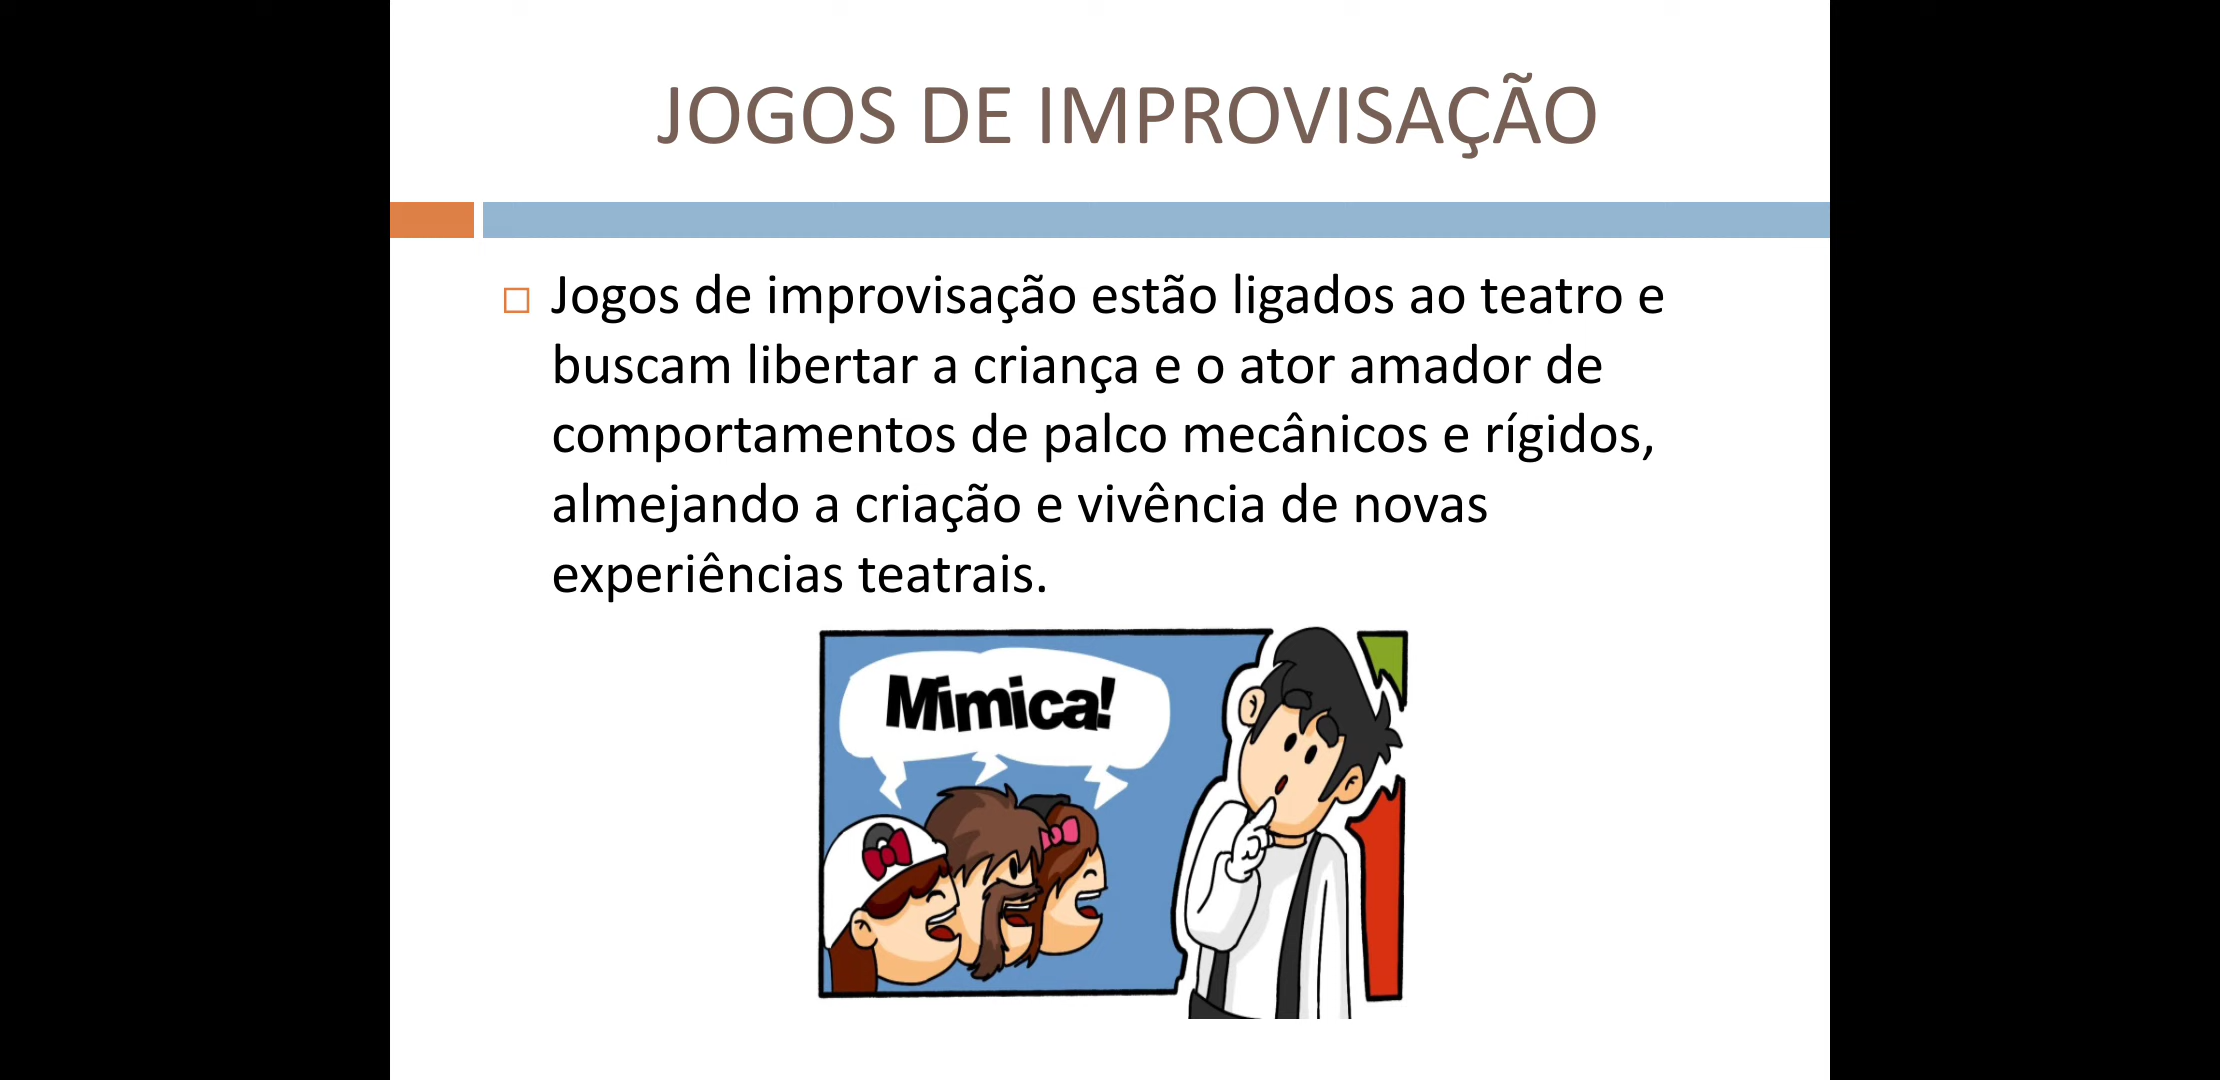 JOGOS DE IMPROVISAÇÃO
Jogos de improvisação estão ligados ao teatro e
buscam libertar a criança e o ator amador de
comportamentos de palco mecânicos e rígidos,
almejando a criação e vivência de novas
experiências teatrais.
Mimica!